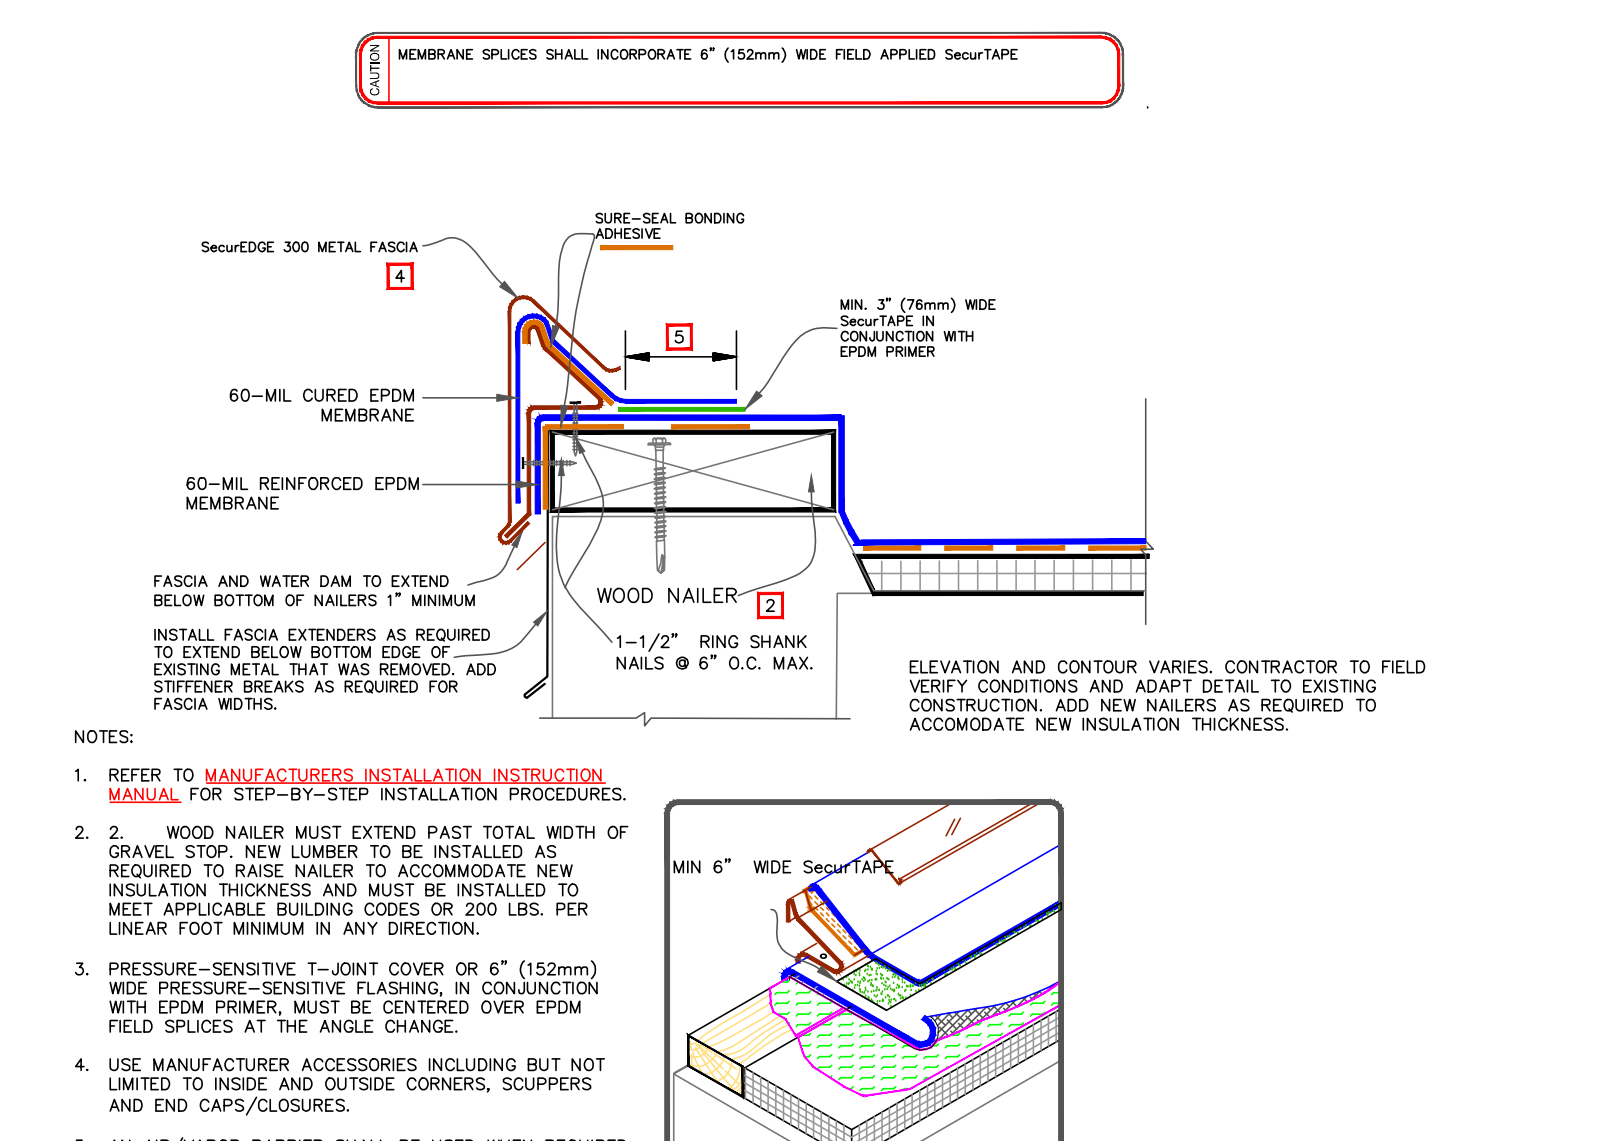 CAUTION
MEMBRANE SPLICES SHALL INCORPORATE 6” (152mm) WIDE FIELD APPLIED SecurTAPE
SURE–SEAL BONDING
ADHESIVE
SecurEDGE 300 METAL FASCIA
4
MIN. 3” (76mm) WIDE
SecurTAPE IN
CONJUNCTION WITH
EPDM PRIMER
5
60–MIL CURED EPDM
MEMBRANE
60–MIL REINFORCED EPDM
MEMBRANE
FASCIA AND WATER DAM TO EXTEND
BELOW BOTTOM OF NAILERS 1” MINIMUM
WOOD NAILER
2
INSTALL FASCIA EXTENDERS AS REQUIRED
TO EXTEND BELOW BOTTOM EDGE OF
EXISTING METAL THAT WAS REMOVED. ADD
STIFFENER BREAKS AS REQUIRED FOR
FASCIA WIDTHS.
1–1/2” RING SHANK
NAILS @ 6” O.C. MAX.
ELEVATION AND CONTOUR VARIES. CONTRACTOR TO FIELD
VERIFY CONDITIONS AND ADAPT DETAIL TO EXISTING
CONSTRUCTION. ADD NEW NAILERS AS REQUIRED TO
ACCOMODATE NEW INSULATION THICKNESS.
NOTES:
1. REFER TO MANUFACTURERS INSTALLATION INSTRUCTION
MANUAL FOR STEP–BY–STEP INSTALLATION PROCEDURES.
2. 2. WOOD NAILER MUST EXTEND PAST TOTAL WIDTH OF
GRAVEL STOP. NEW LUMBER TO BE INSTALLED AS
REQUIRED TO RAISE NAILER TO ACCOMMODATE NEW
INSULATION THICKNESS AND MUST BE INSTALLED TO
MEET APPLICABLE BUILDING CODES OR 200 LBS. PER
LINEAR FOOT MINIMUM IN ANY DIRECTION.
3. PRESSURE–SENSITIVE T–JOINT COVER OR 6” (152mm)
WIDE PRESSURE–SENSITIVE FLASHING, IN CONJUNCTION
WITH EPDM PRIMER, MUST BE CENTERED OVER EPDM
FIELD SPLICES AT THE ANGLE CHANGE.
4. USE MANUFACTURER ACCESSORIES INCLUDING BUT NOT
LIMITED TO INSIDE AND OUTSIDE CORNERS, SCUPPERS
AND END CAPS/CLOSURES.
5. AN AIR/VAPOR BARRIER SHALL BE USED WHEN REQUIRED
MIN 6” WIDE SecurTAPE